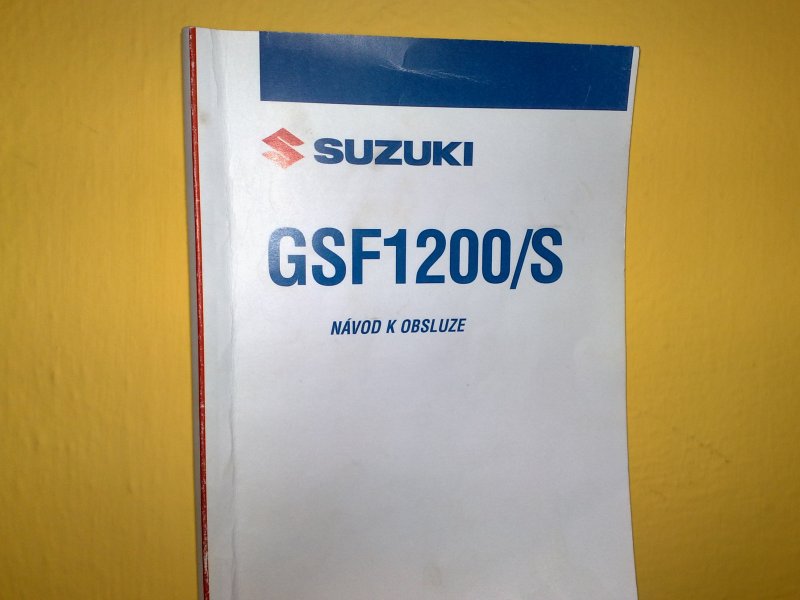 SUZUKI
GSF1200/S
NÁVOD K OBSLUZE